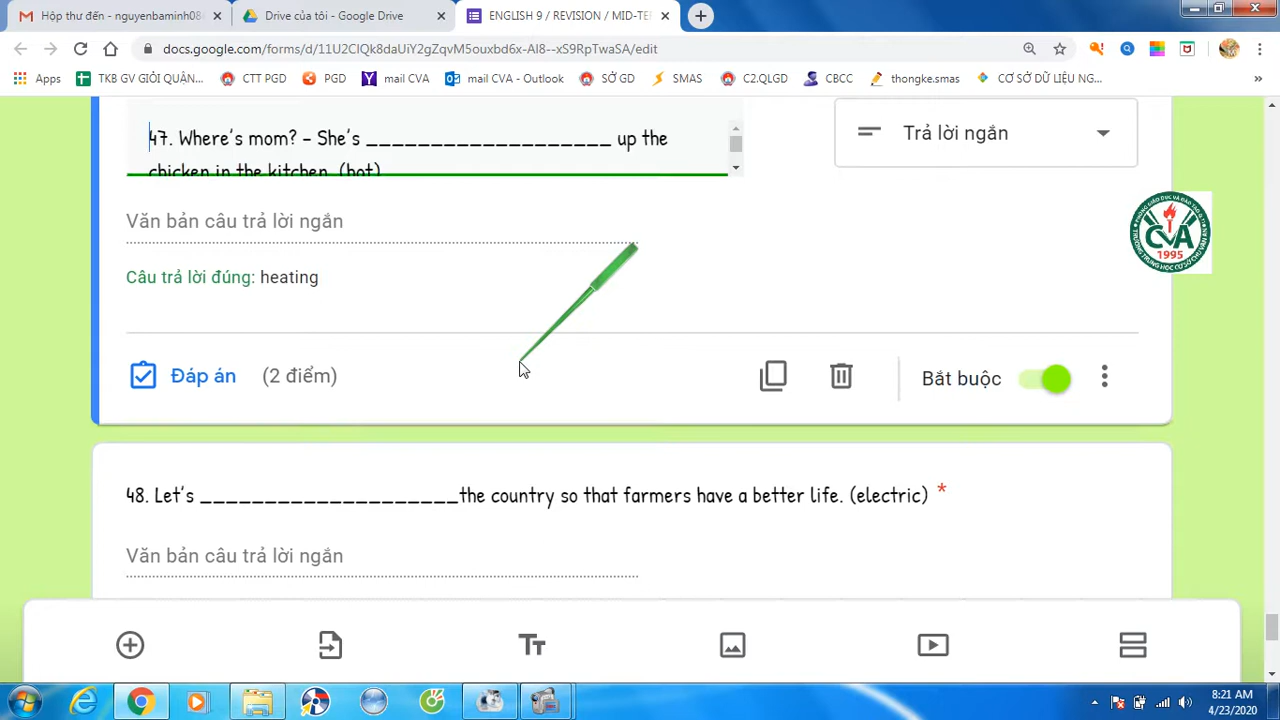 Hộp thư đến - nguyenbaminh08
Drive của tôi - Google Drive
ENGLISH 9 / REVISION / MID-TE
docs.google.com/forms/d/
/edit
Apps
TKB GV GIỎI QUẬN...
CTT PGD
PGD
mail CVA
mail CVA - Outlook
SỞ GD
SMAS
C2.QLGD
CBCC
thongke.smas
CƠ SỞ DỮ LIỆU NG...
»
47. Where's mom? - She's ___________________ up the
chicken in the kitchen. (hot)
Trả lời ngắn
Văn bản câu trả lời ngắn
CVA
1995
Câu trả lời đúng: heating
Đáp án (2 điểm)
Bắt buộc
48. Let's ____________________the country so that farmers have a better life. (electric) *
Văn bản câu trả lời ngắn
Tт
8:21 AM
4/23/2020